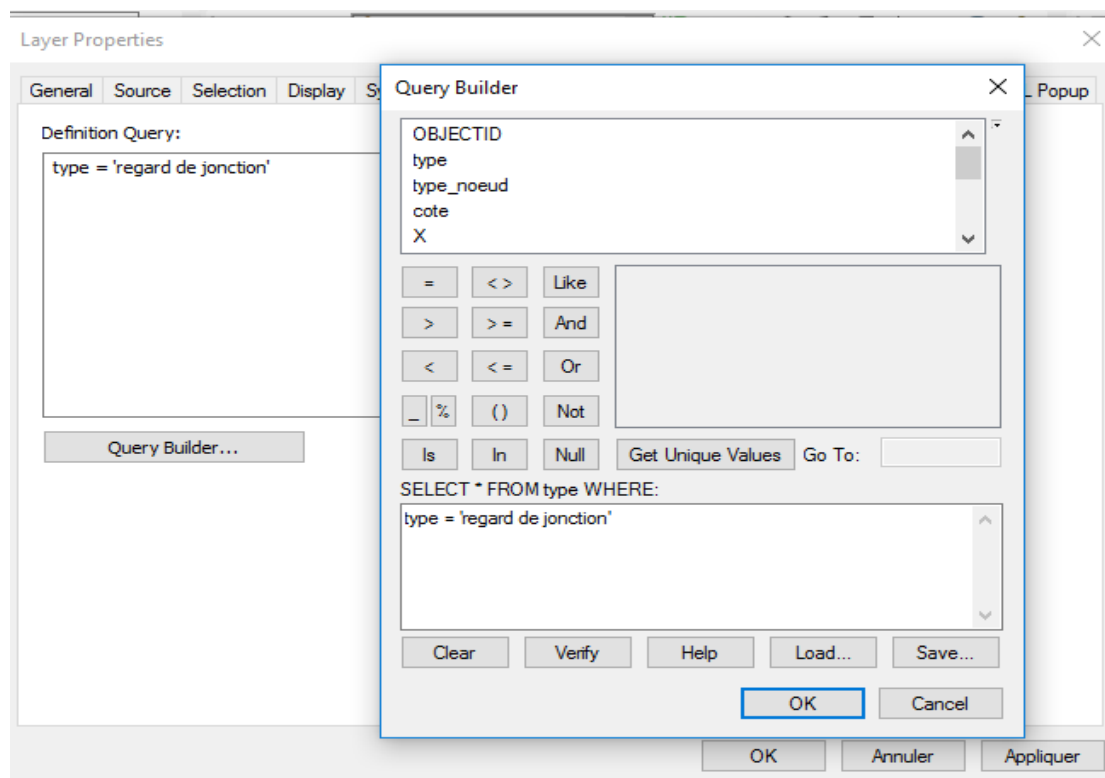 Layer Properties
General Source Selection Display
Popup
Definition Query:
type = 'regard de jonction'
Query Builder...
Query Builder
OBJECTID
type
type_noeud
cote
X
= < > Like
> > = And
< < = Or
_ % () Not
Is In Null Get Unique Values Go To:
SELECT * FROM type WHERE:
type = 'regard de jonction'
Clear Verify Help Load... Save...
OK Cancel
OK Annuler Appliquer